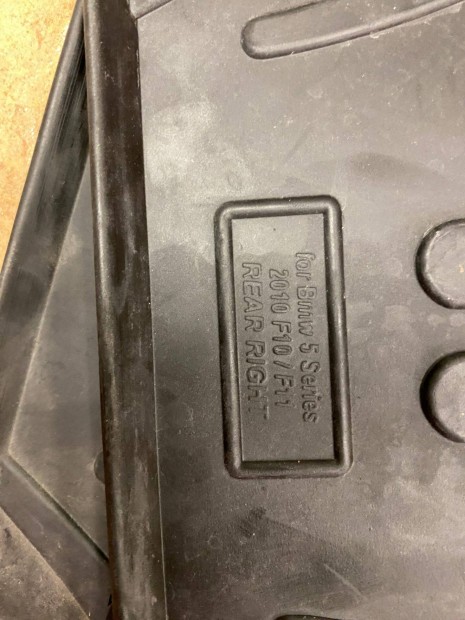 for Bmw 5 Series
2010 F10 / F11
REAR RIGHT